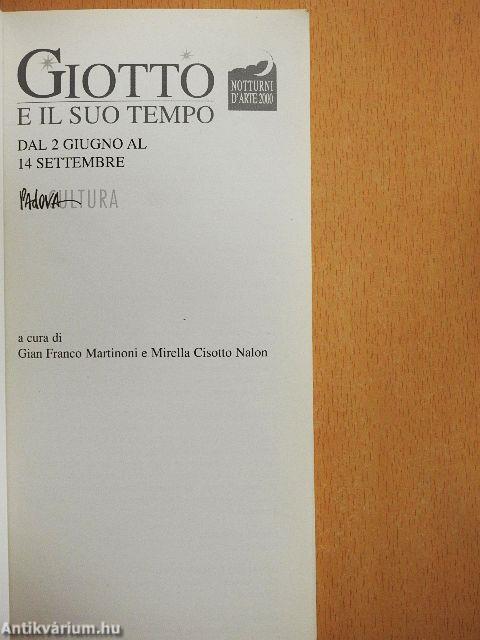 GIOTTO
E IL SUO TEMPO
NOTTURNI
D'ARTE 2000
DAL 2 GIUGNO AL
14 SETTEMBRE
PADOVA CULTURA
a cura di
Gian Franco Martinoni e Mirella Cisotto Nalon
Antikvárium.hu